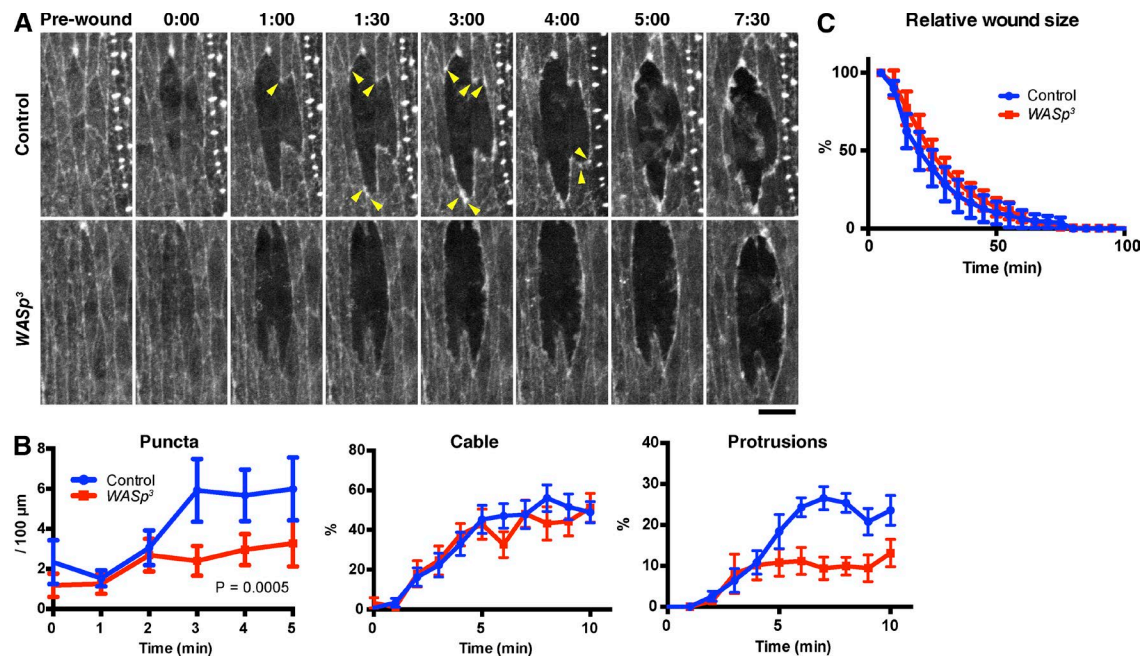 A
Pre-wound 0:00 1:00 1:30 3:00 4:00 5:00 7:30
Control
WASp³
B
Puncta
/ 100 µm
8
6
4
2
0
Control
WASp³
P = 0.0005
0 1 2 3 4 5
Time (min)
Cable
%
80
60
40
20
0
0 5 10
Time (min)
Protrusions
%
40
30
20
10
0
0 5 10
Time (min)
C
Relative wound size
%
100
50
0
Control
WASp³
0 50 100
Time (min)